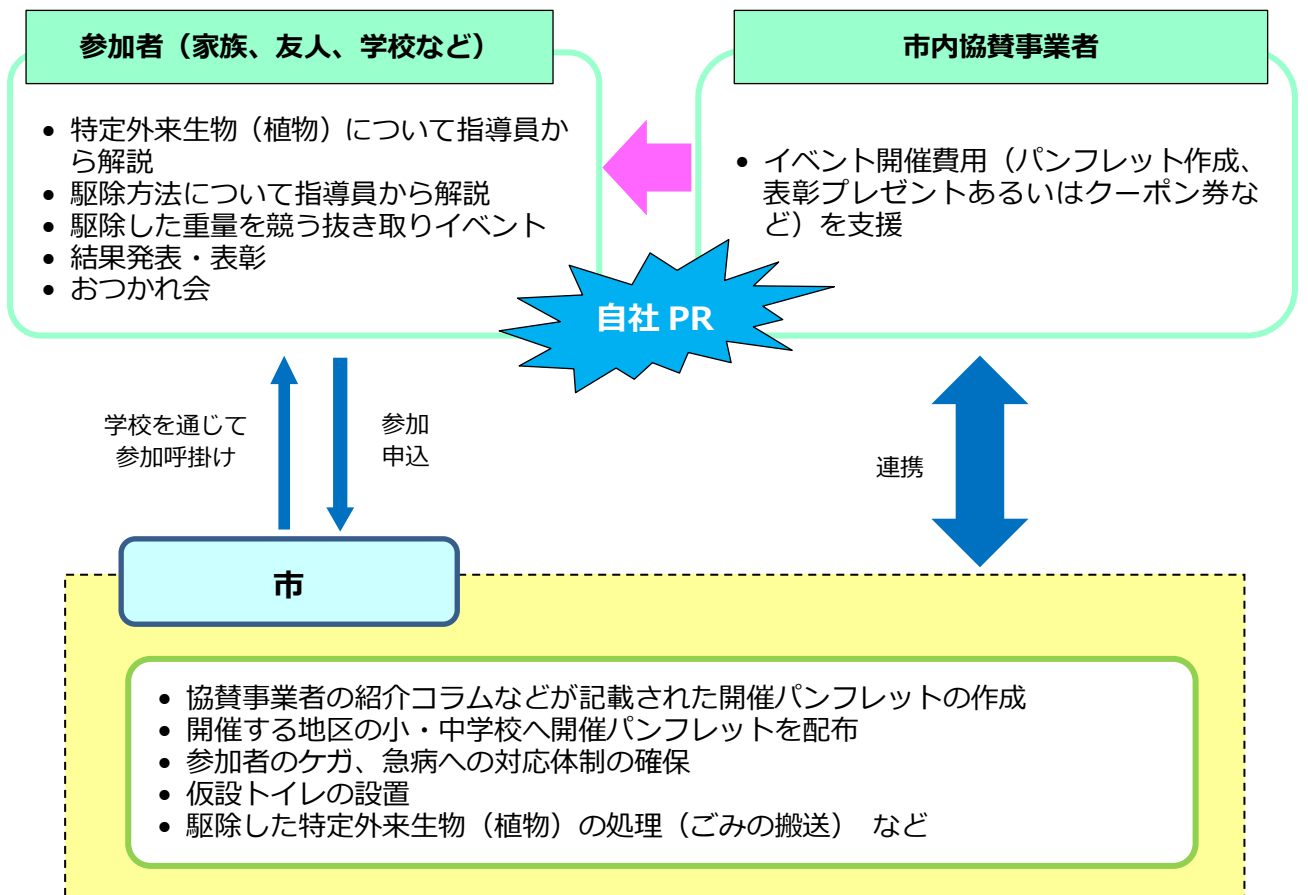 参加者（家族、友人、学校など）
• 特定外来生物（植物）について指導員か
ら解説
• 駆除方法について指導員から解説
• 駆除した重量を競う抜き取りイベント
• 結果発表・表彰
• おつかれ会
市内協賛事業者
• イベント開催費用（パンフレット作成、
表彰プレゼントあるいはクーポン券な
ど）を支援
自社 PR
学校を通じて
参加呼掛け
参加
申込
連携
市
• 協賛事業者の紹介コラムなどが記載された開催パンフレットの作成
• 開催する地区の小・中学校へ開催パンフレットを配布
• 参加者のケガ、急病への対応体制の確保
• 仮設トイレの設置
• 駆除した特定外来生物（植物）の処理（ごみの搬送） など